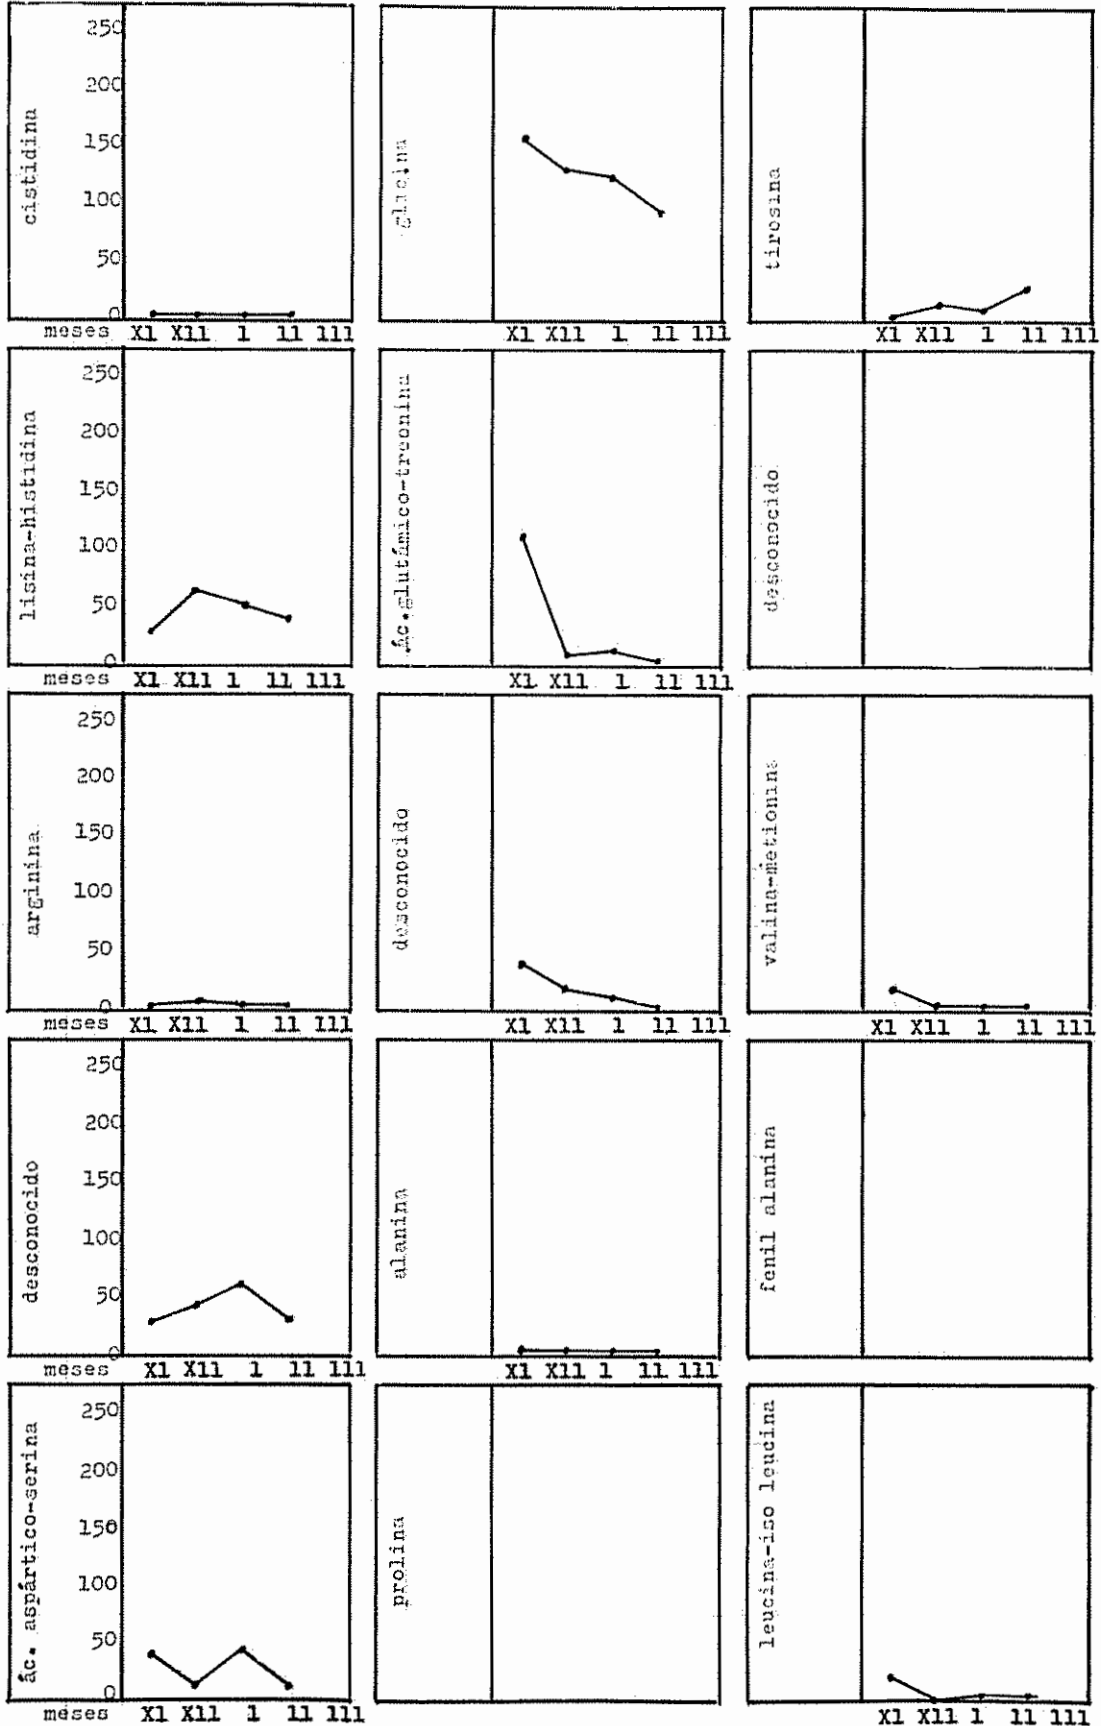 cistidina
250
200
150
100
50
0
meses X1 X11 1 11 111
glucina
X1 X11 1 11 111
tirosina
X1 X11 1 11 111
lisina-histidina
250
200
150
100
50
0
meses X1 X11 1 11 111
ác.glutámico-treonina
X1 X11 1 11 111
desconocido
arginina
250
200
150
100
50
0
meses X1 X11 1 11 111
desconocido
X1 X11 1 11 111
valina-metionina
X1 X11 1 11 111
desconocido
250
200
150
100
50
0
meses X1 X11 1 11 111
alanina
X1 X11 1 11 111
fenil alanina
ác. aspártico-serina
250
200
150
100
50
0
meses X1 X11 1 11 111
prolina
leucina-iso leucina
X1 X11 1 11 111